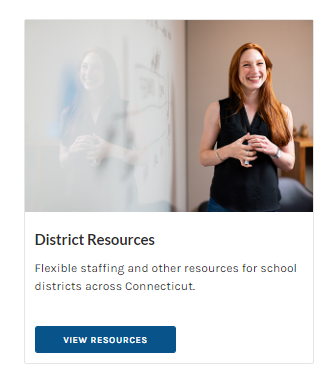 District Resources
Flexible staffing and other resources for school
districts across Connecticut.
VIEW RESOURCES